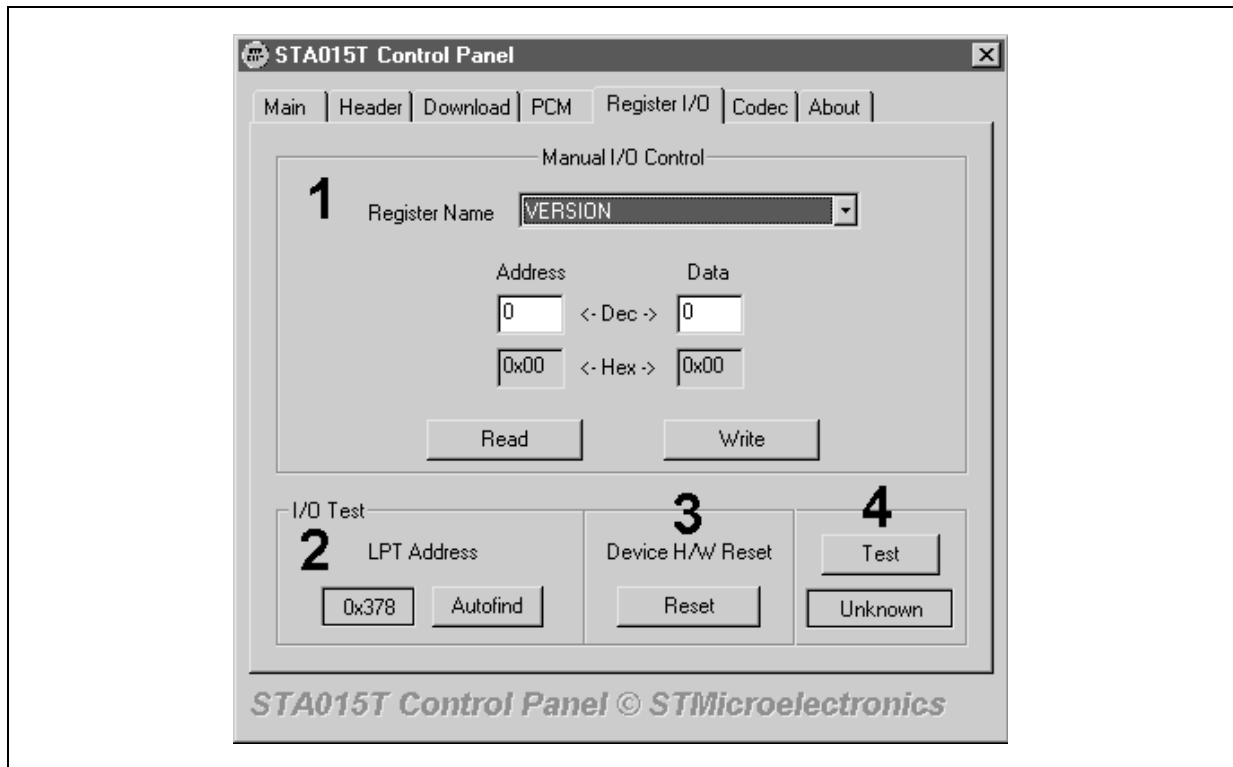 STA015T Control Panel
Main Header Download PCM Register I/O Codec About
Manual I/O Control
1 Register Name VERSION
Address Data
0 <- Dec -> 0
0x00 <- Hex -> 0x00
Read Write
I/O Test
2 LPT Address
0x378 Autofind
3
Device H/W Reset
Reset
4
Test
Unknown
STA015T Control Panel © STMicroelectronics